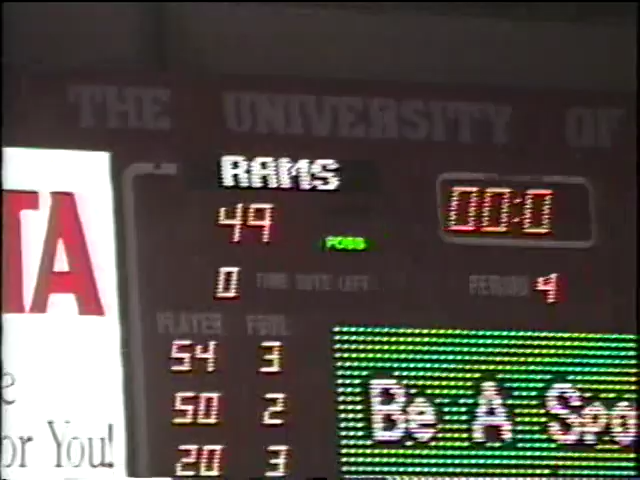 THE UNIVERSITY OF
RAMS
49
00:0
POSS
0 TIME OUTS LEFT
PERIOD 4
PLAYER FOUL
54 3
50 2
20 3
Be A Spo
TA
e
or You!